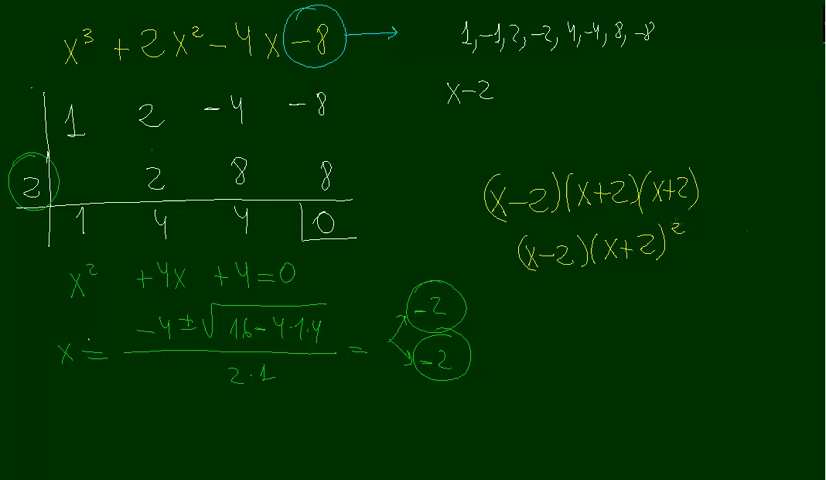 x³ + 2x² - 4x - 8
1, -1, 2, -2, 4, -4, 8, -8
x-2
1 2 -4 -8
2 2 8 8
1 4 4 0
(x-2)(x+2)(x+2)
(x-2)(x+2)²
x² +4x +4=0
x = (-4 ± √(16-4·1·4)) / (2·1) = -2
-2